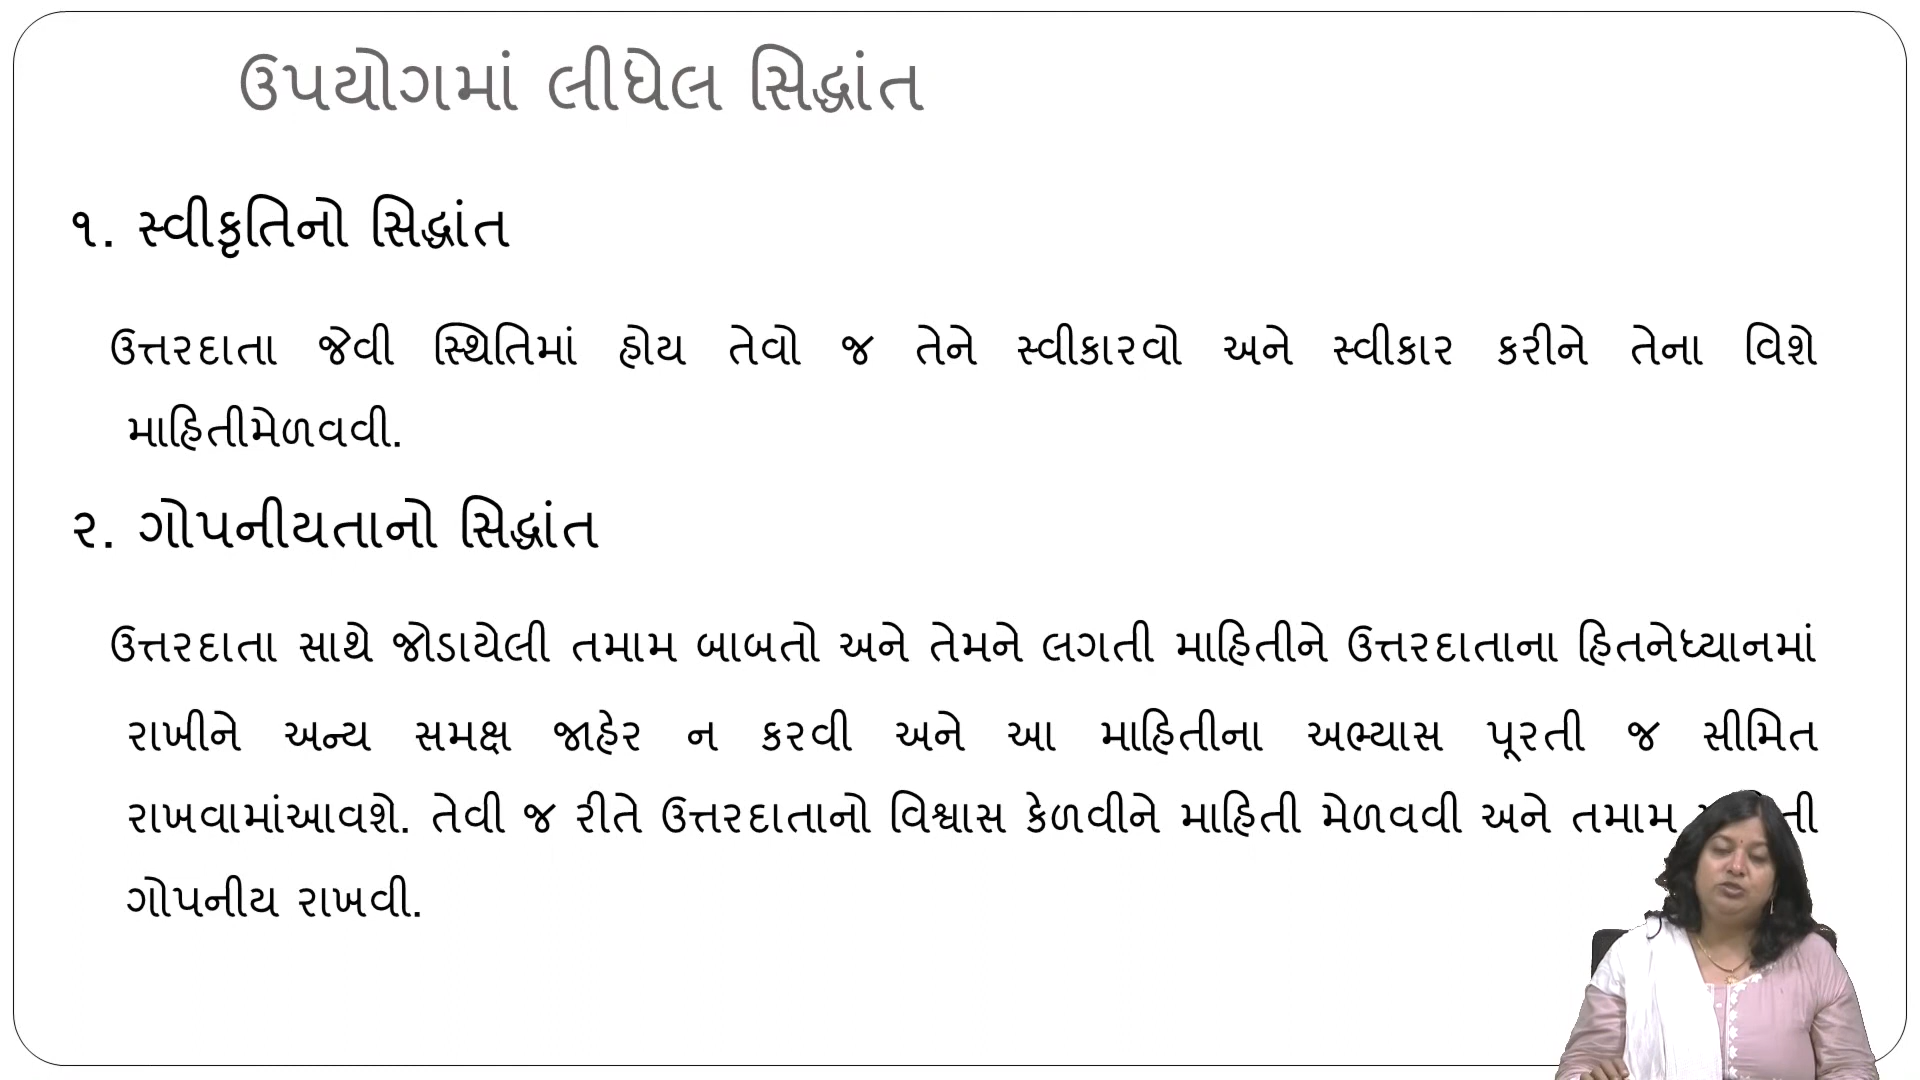 ઉપયોગમાં લીધેલ સિદ્ધાંત
૧. સ્વીકૃતિનો સિદ્ધાંત
ઉત્તરદાતા જેવી સ્થિતિમાં હોય તેવો જ તેને સ્વીકારવો અને સ્વીકાર કરીને તેના વિશે
માહિતીમેળવવી.
૨. ગોપનીયતાનો સિદ્ધાંત
ઉત્તરદાતા સાથે જોડાયેલી તમામ બાબતો અને તેમને લગતી માહિતીને ઉત્તરદાતાના હિતનેધ્યાનમાં
રાખીને અન્ય સમક્ષ જાહેર ન કરવી અને આ માહિતીના અભ્યાસ પૂરતી જ સીમિત
રાખવામાંઆવશે. તેવી જ રીતે ઉત્તરદાતાનો વિશ્વાસ કેળવીને માહિતી મેળવવી અને તમામ
ગોપનીય રાખવી.